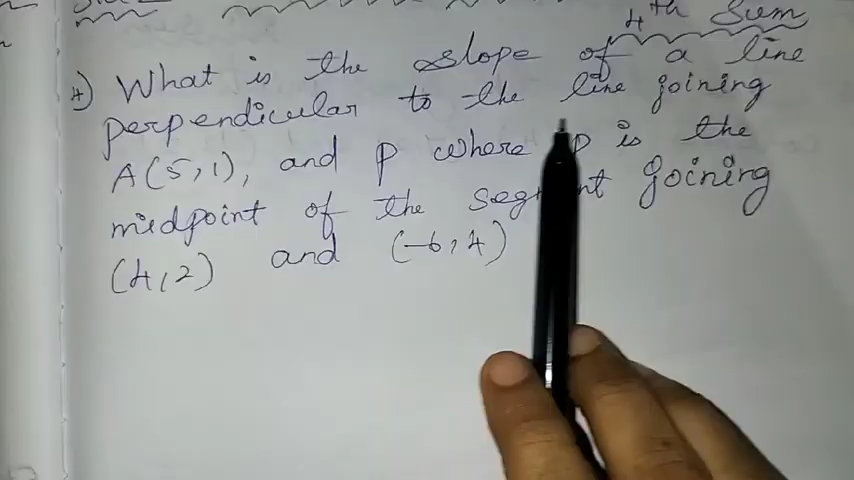 4th Sum
4) What is the slope of a line
perpendicular to the line joining
A(5,1), and P where P is the
midpoint of the segment joining
(4,2) and (-6,4)